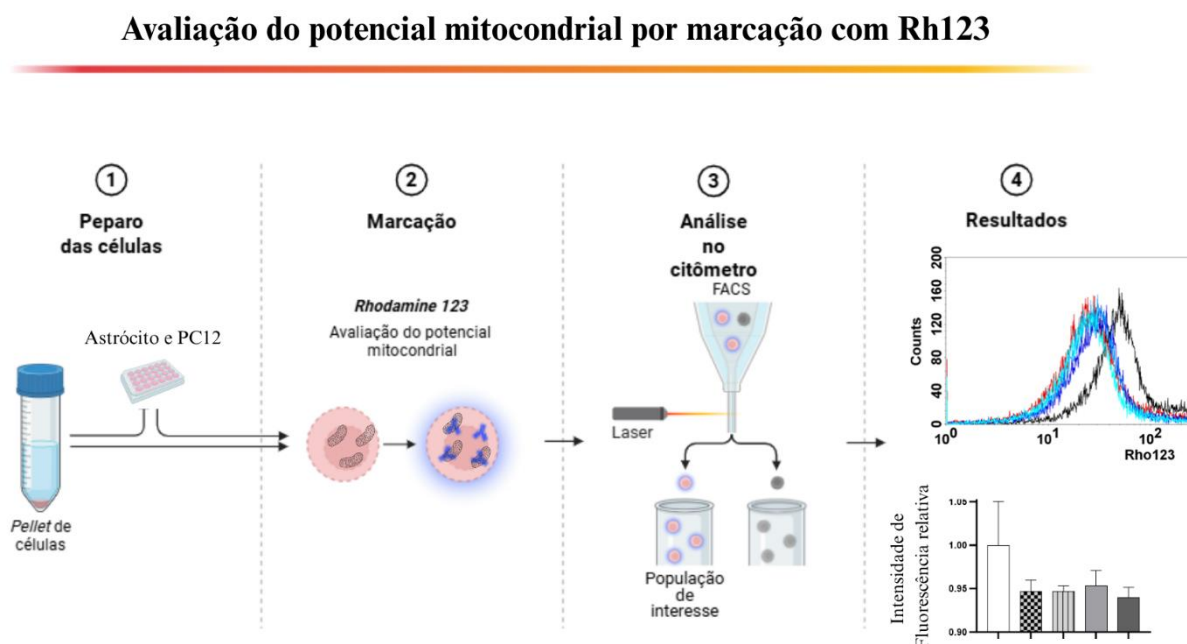 Avaliação do potencial mitocondrial por marcação com Rh123
1
Peparo
das células
Astrócito e PC12
Pellet de
células
2
Marcação
Rhodamine 123
Avaliação do potencial
mitocondrial
3
Análise
no
citômetro
FACS
Laser
População
de
interesse
4
Resultados
Counts
200
160
120
80
40
0
10⁰
10¹
10²
Rho123
Intensidade de
Fluorescência relativa
1.05
1.00
0.95
0.90